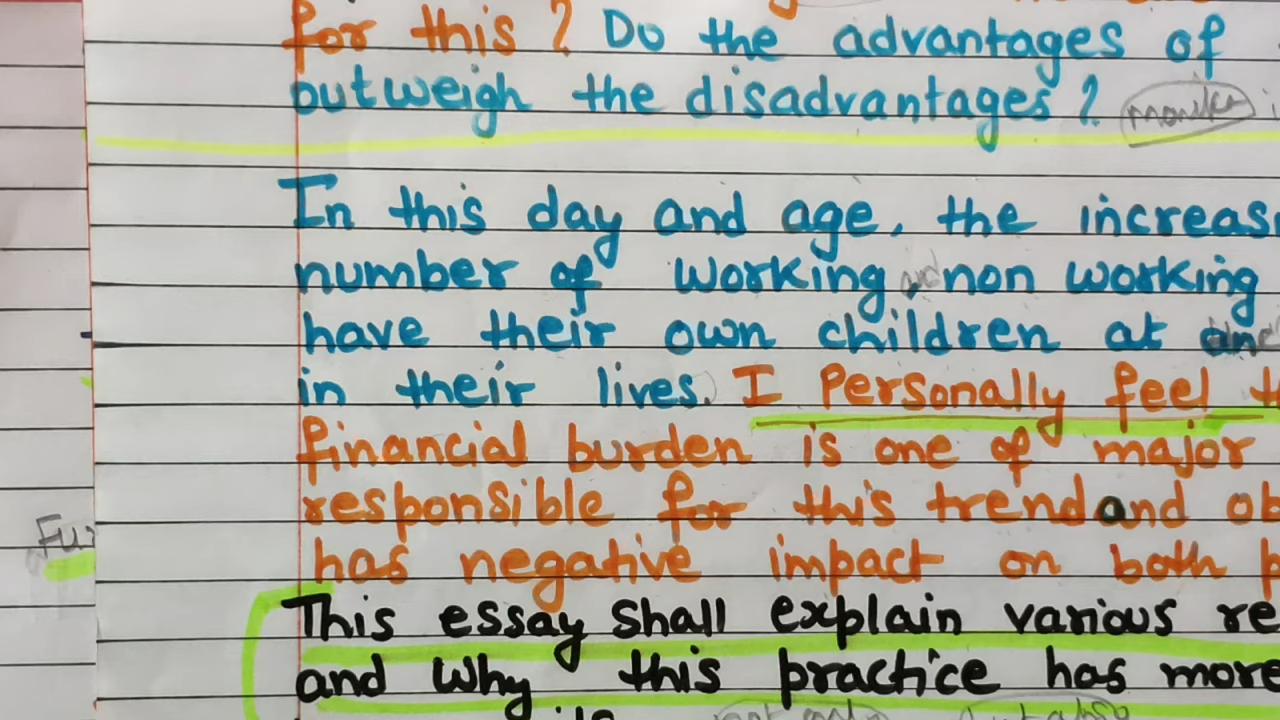 for this ? Do the advantages of
outweigh the disadvantages ?
In this day and age, the increas
number of working and, non working
have their own children at
in their lives. I Personally feel
financial burden is one of major
responsible for this trend and ob
has negative impact on both
This essay shall explain various re
and why this practice has more